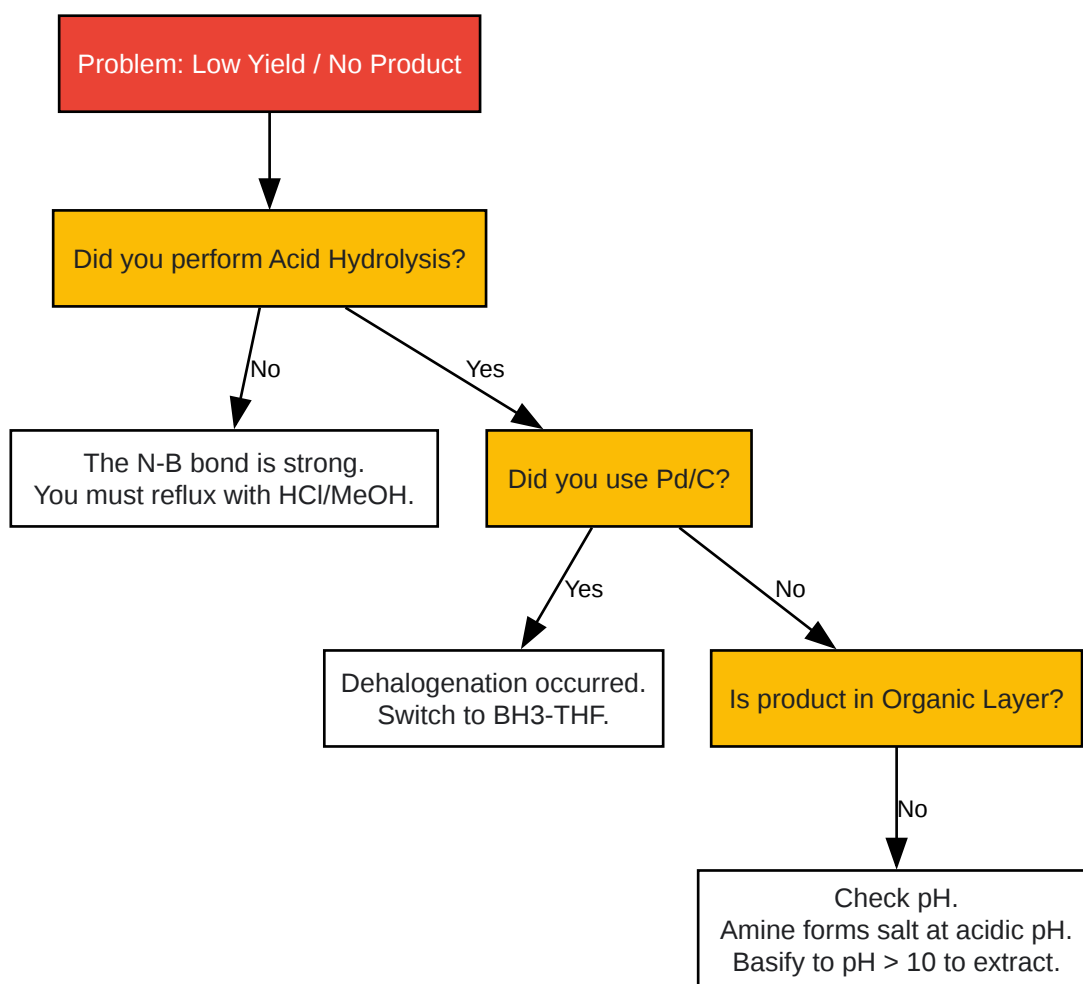 Problem: Low Yield / No Product
Did you perform Acid Hydrolysis?
No
Yes
The N-B bond is strong.
You must reflux with HCl/MeOH.
Did you use Pd/C?
Yes
No
Dehalogenation occurred.
Switch to BH3-THF.
Is product in Organic Layer?
No
Check pH.
Amine forms salt at acidic pH.
Basify to pH > 10 to extract.